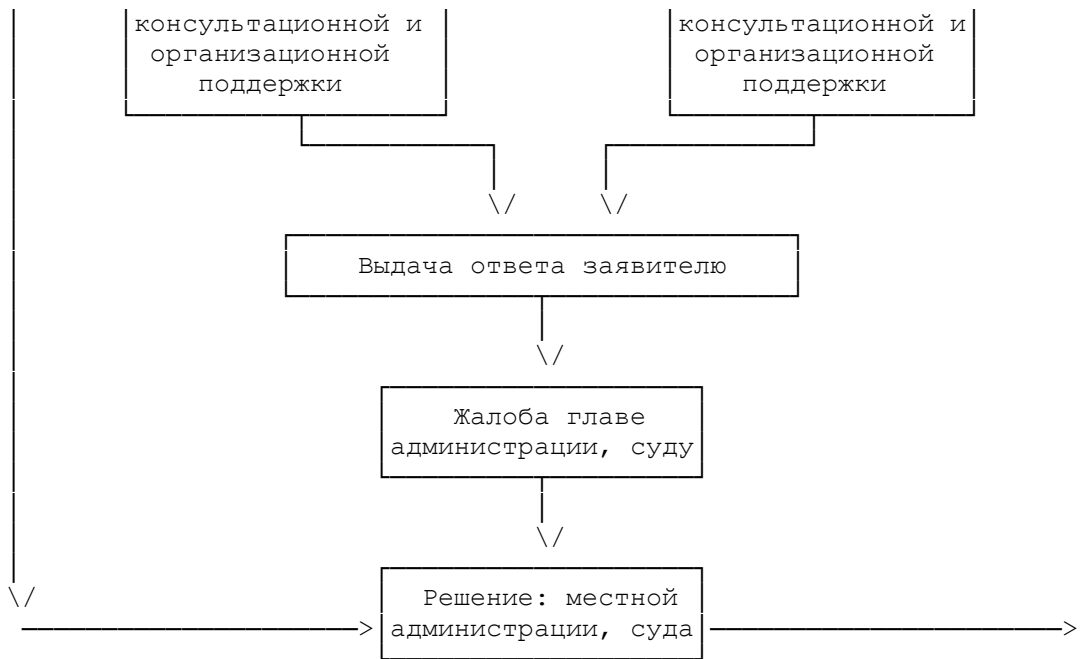 консультационной и
организационной
поддержки
консультационной и
организационной
поддержки
Выдача ответа заявителю
Жалоба главе
администрации, суду
Решение: местной
администрации, суда